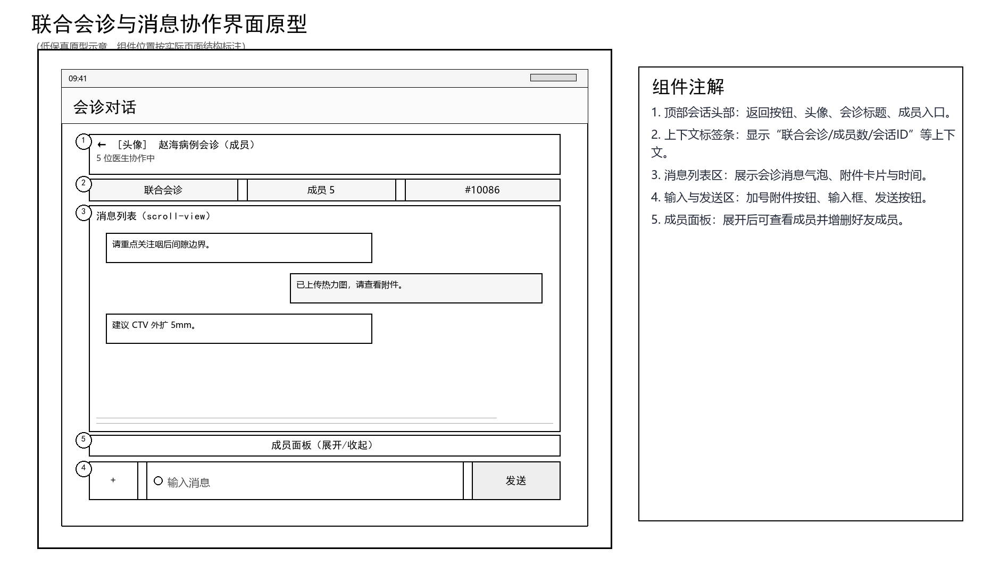 联合会诊与消息协作界面原型
（低保真原型示意，组件位置按实际页面结构标注）
09:41
会诊对话
1
← ［头像］ 赵海病例会诊（成员）
5 位医生协作中
2
联合会诊
成员 5
#10086
3
消息列表（scroll-view）
请重点关注咽后间隙边界。
已上传热力图，请查看附件。
建议 CTV 外扩 5mm。
5
成员面板（展开/收起）
4
+
输入消息
发送
组件注解
1. 顶部会话头部：返回按钮、头像、会诊标题、成员入口。
2. 上下文标签条：显示“联合会诊/成员数/会话ID”等上下
文。
3. 消息列表区：展示会诊消息气泡、附件卡片与时间。
4. 输入与发送区：加号附件按钮、输入框、发送按钮。
5. 成员面板：展开后可查看成员并增删好友成员。